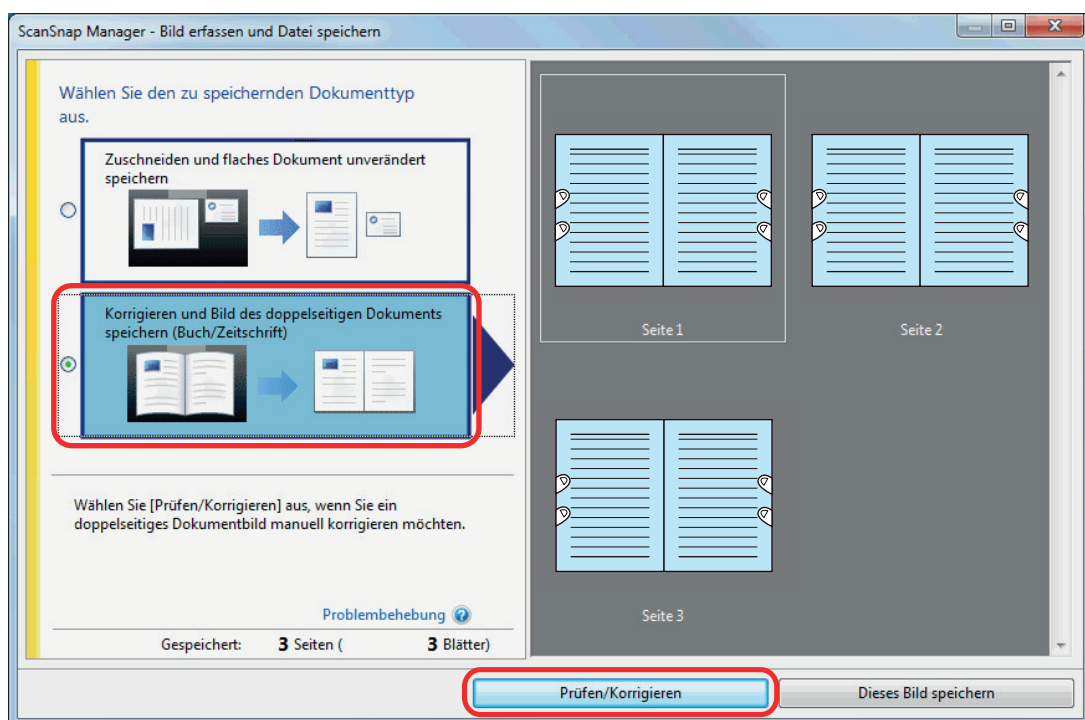 ScanSnap Manager - Bild erfassen und Datei speichern
Wählen Sie den zu speichernden Dokumenttyp
aus.
Zuschneiden und flaches Dokument unverändert
speichern
Korrigieren und Bild des doppelseitigen Dokuments
speichern (Buch/Zeitschrift)
Wählen Sie [Prüfen/Korrigieren] aus, wenn Sie ein
doppelseitiges Dokumentbild manuell korrigieren möchten.
Problembehebung ?
Gespeichert: 3 Seiten ( 3 Blätter)
Seite 1
Seite 2
Seite 3
Prüfen/Korrigieren
Dieses Bild speichern